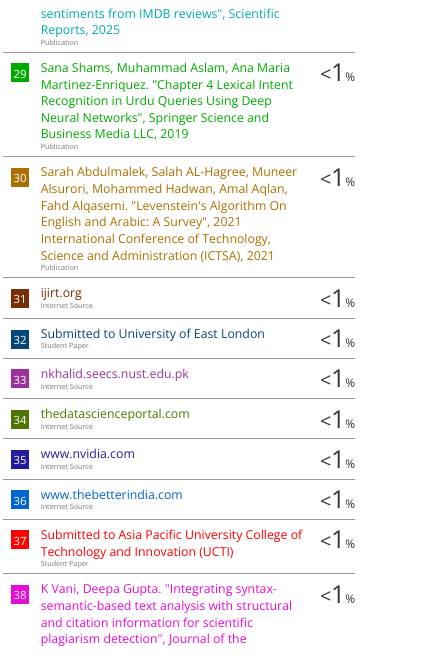 sentiments from IMDB reviews", Scientific
Reports, 2025
Publication
29 Sana Shams, Muhammad Aslam, Ana Maria <1%
Martinez-Enriquez. "Chapter 4 Lexical Intent
Recognition in Urdu Queries Using Deep
Neural Networks", Springer Science and
Business Media LLC, 2019
Publication
30 Sarah Abdulmalek, Salah AL-Hagree, Muneer <1%
Alsurori, Mohammed Hadwan, Amal Aqlan,
Fahd Alqasemi. "Levenstein's Algorithm On
English and Arabic: A Survey", 2021
International Conference of Technology,
Science and Administration (ICTSA), 2021
Publication
31 ijirt.org <1%
Internet Source
32 Submitted to University of East London <1%
Student Paper
33 nkhalid.seecs.nust.edu.pk <1%
Internet Source
34 thedatascienceportal.com <1%
Internet Source
35 www.nvidia.com <1%
Internet Source
36 www.thebetterindia.com <1%
Internet Source
37 Submitted to Asia Pacific University College of <1%
Technology and Innovation (UCTI)
Student Paper
38 K Vani, Deepa Gupta. "Integrating syntax- <1%
semantic-based text analysis with structural
and citation information for scientific
plagiarism detection", Journal of the